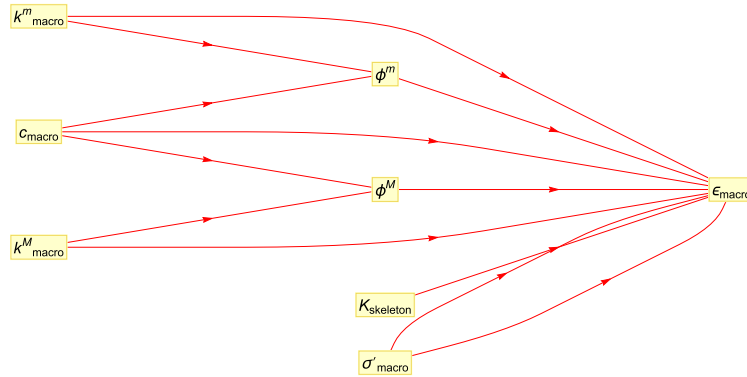 k^m_macro
ϕ^m
c_macro
ϕ^M
ϵ_macro
k^M_macro
K_skeleton
σ'_macro